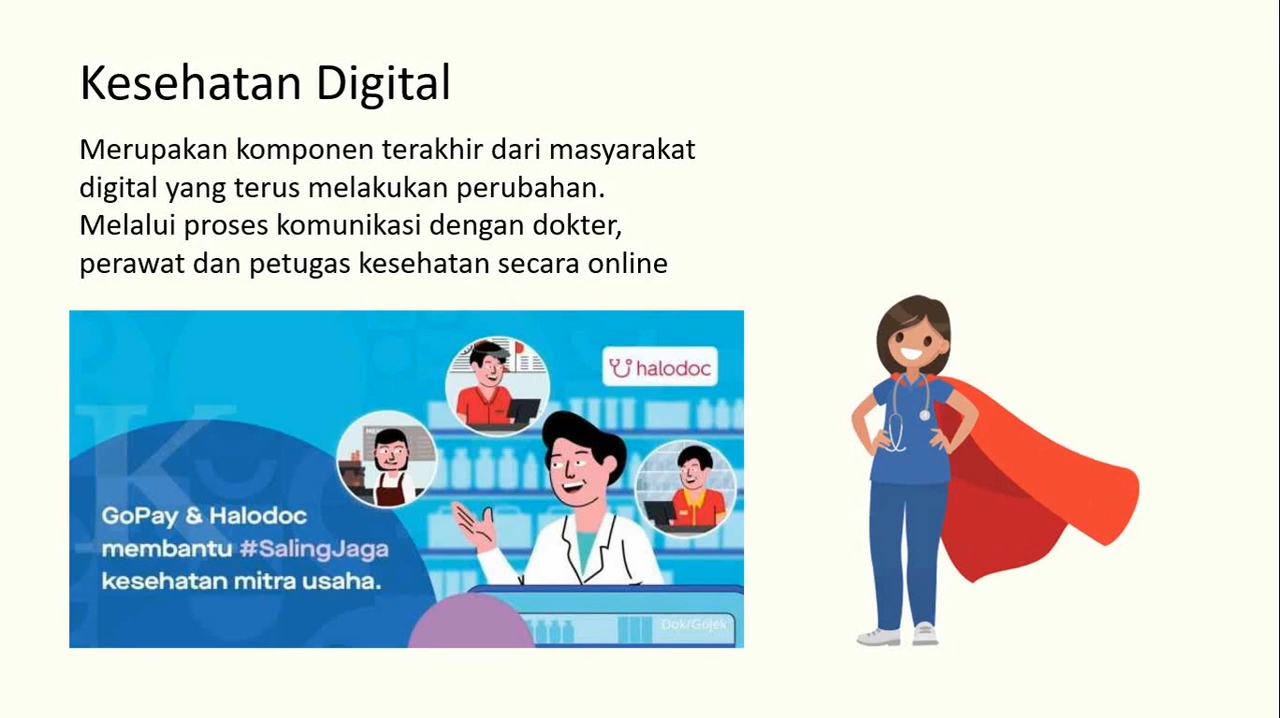 Kesehatan Digital
Merupakan komponen terakhir dari masyarakat
digital yang terus melakukan perubahan.
Melalui proses komunikasi dengan dokter,
perawat dan petugas kesehatan secara online
halodoc
GoPay & Halodoc
membantu #SalingJaga
kesehatan mitra usaha.
Dok/Gojek